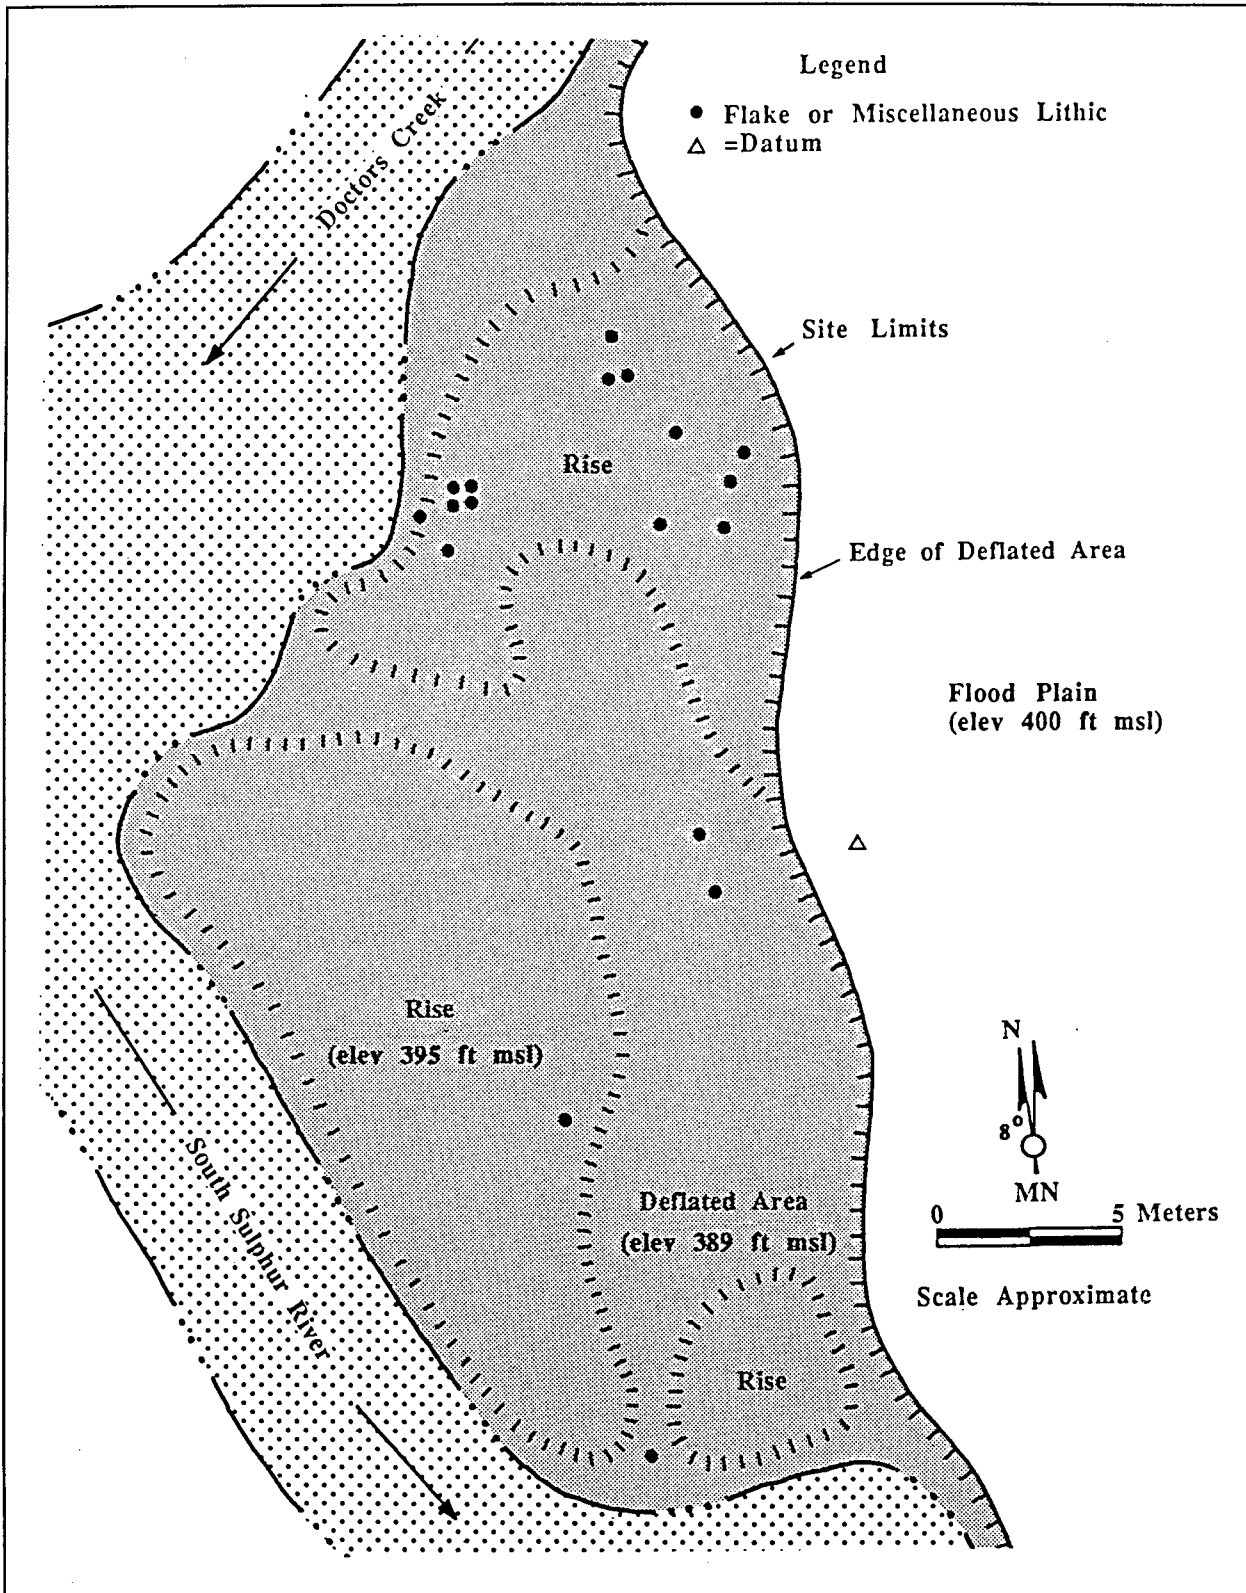 Legend
Flake or Miscellaneous Lithic
=Datum
Doctors Creek
Site Limits
Rise
Edge of Deflated Area
Flood Plain
(elev 400 ft msl)
Rise
(elev 395 ft msl)
N
8°
MN
South Sulphur River
Deflated Area
(elev 389 ft msl)
0 5 Meters
Scale Approximate
Rise